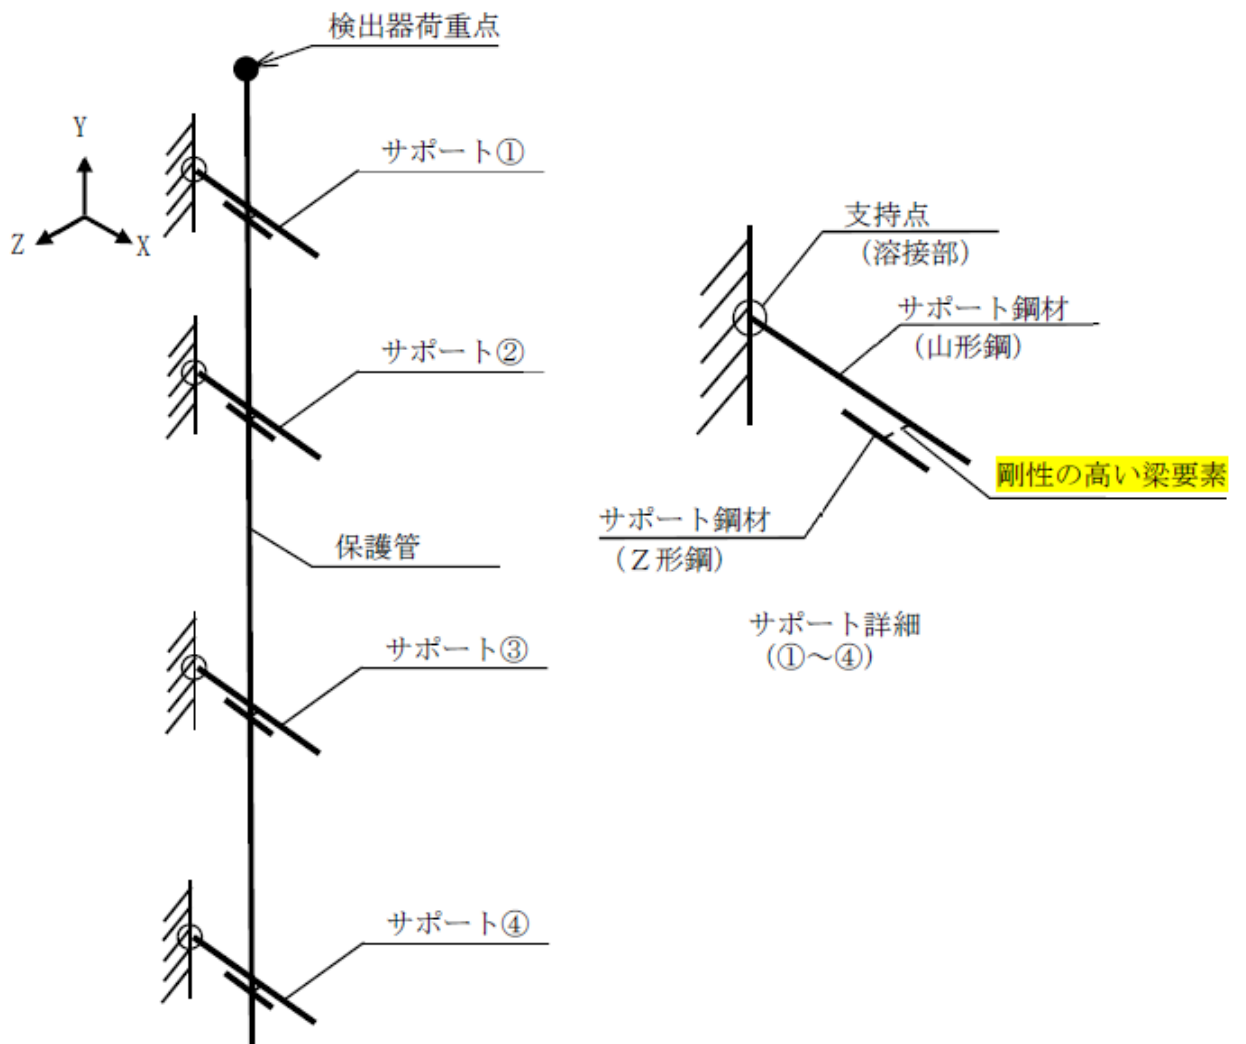 検出器荷重点
Y
Z
X
サポート①
サポート②
保護管
サポート③
サポート④
支持点
（溶接部）
サポート鋼材
（山形鋼）
剛性の高い梁要素
サポート鋼材
（Ｚ形鋼）
サポート詳細
（①～④）